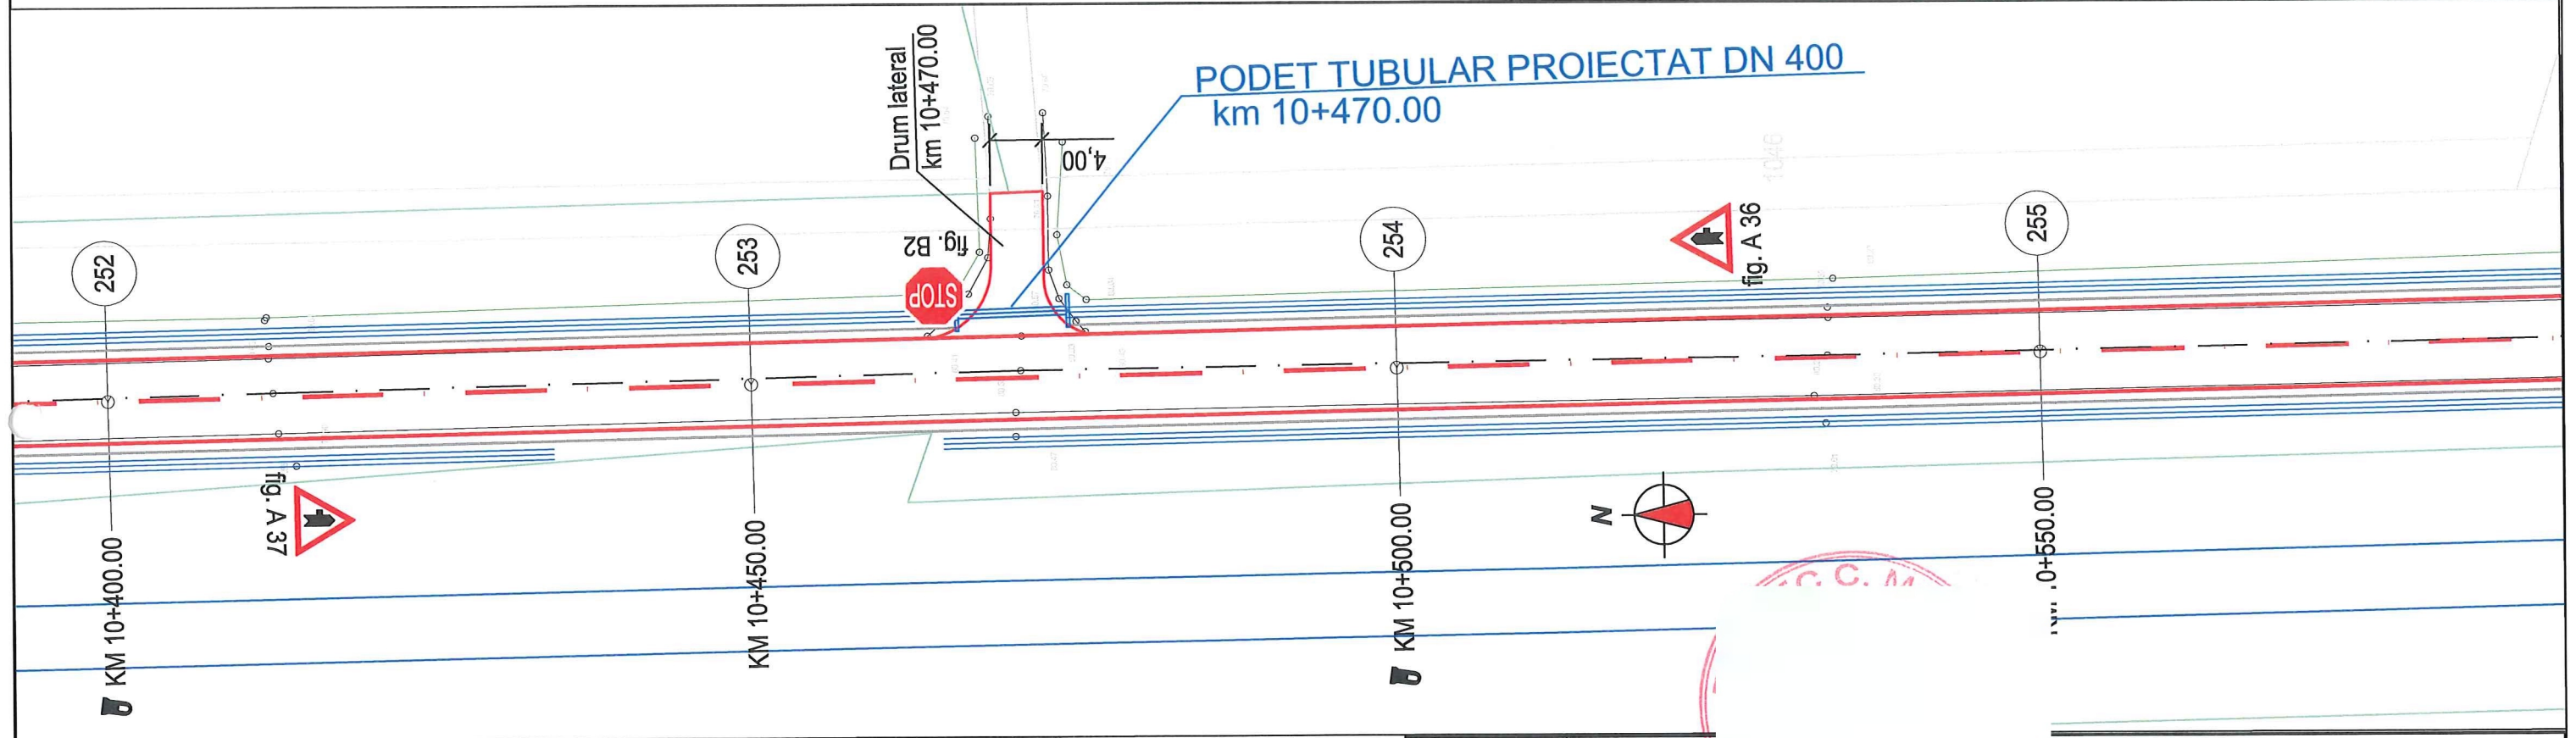 Drum lateral
km 10+470.00
PODET TUBULAR PROIECTAT DN 400
km 10+470.00
4,00
1046
252
253
254
255
fig. B2
STOP
fig. A 36
fig. A 37
N
KM 10+400.00
KM 10+450.00
KM 10+500.00
0+550.00
C. C. M